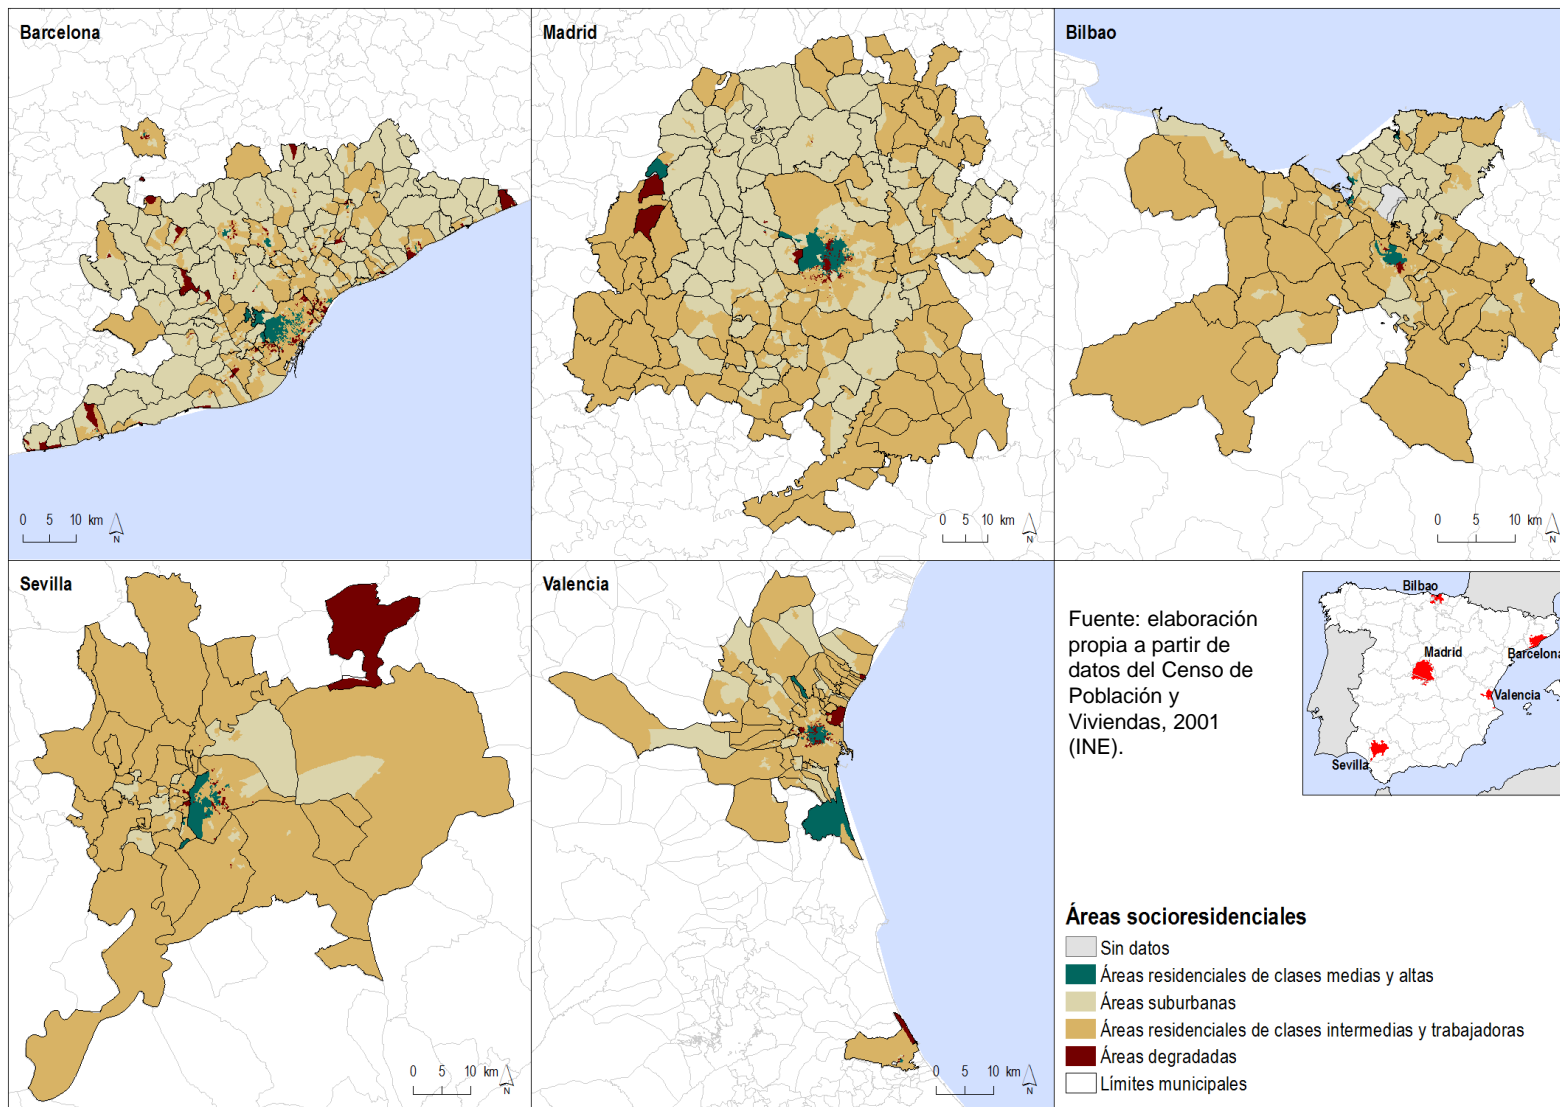 Barcelona
0 5 10 km
N
Madrid
0 5 10 km
N
Bilbao
0 5 10 km
N
Sevilla
0 5 10 km
N
Valencia
0 5 10 km
N
Fuente: elaboración
propia a partir de
datos del Censo de
Población y
Viviendas, 2001
(INE).
Bilbao
Madrid
Barcelona
Valencia
Sevilla
Áreas socioresidenciales
Sin datos
Áreas residenciales de clases medias y altas
Áreas suburbanas
Áreas residenciales de clases intermedias y trabajadoras
Áreas degradadas
Límites municipales